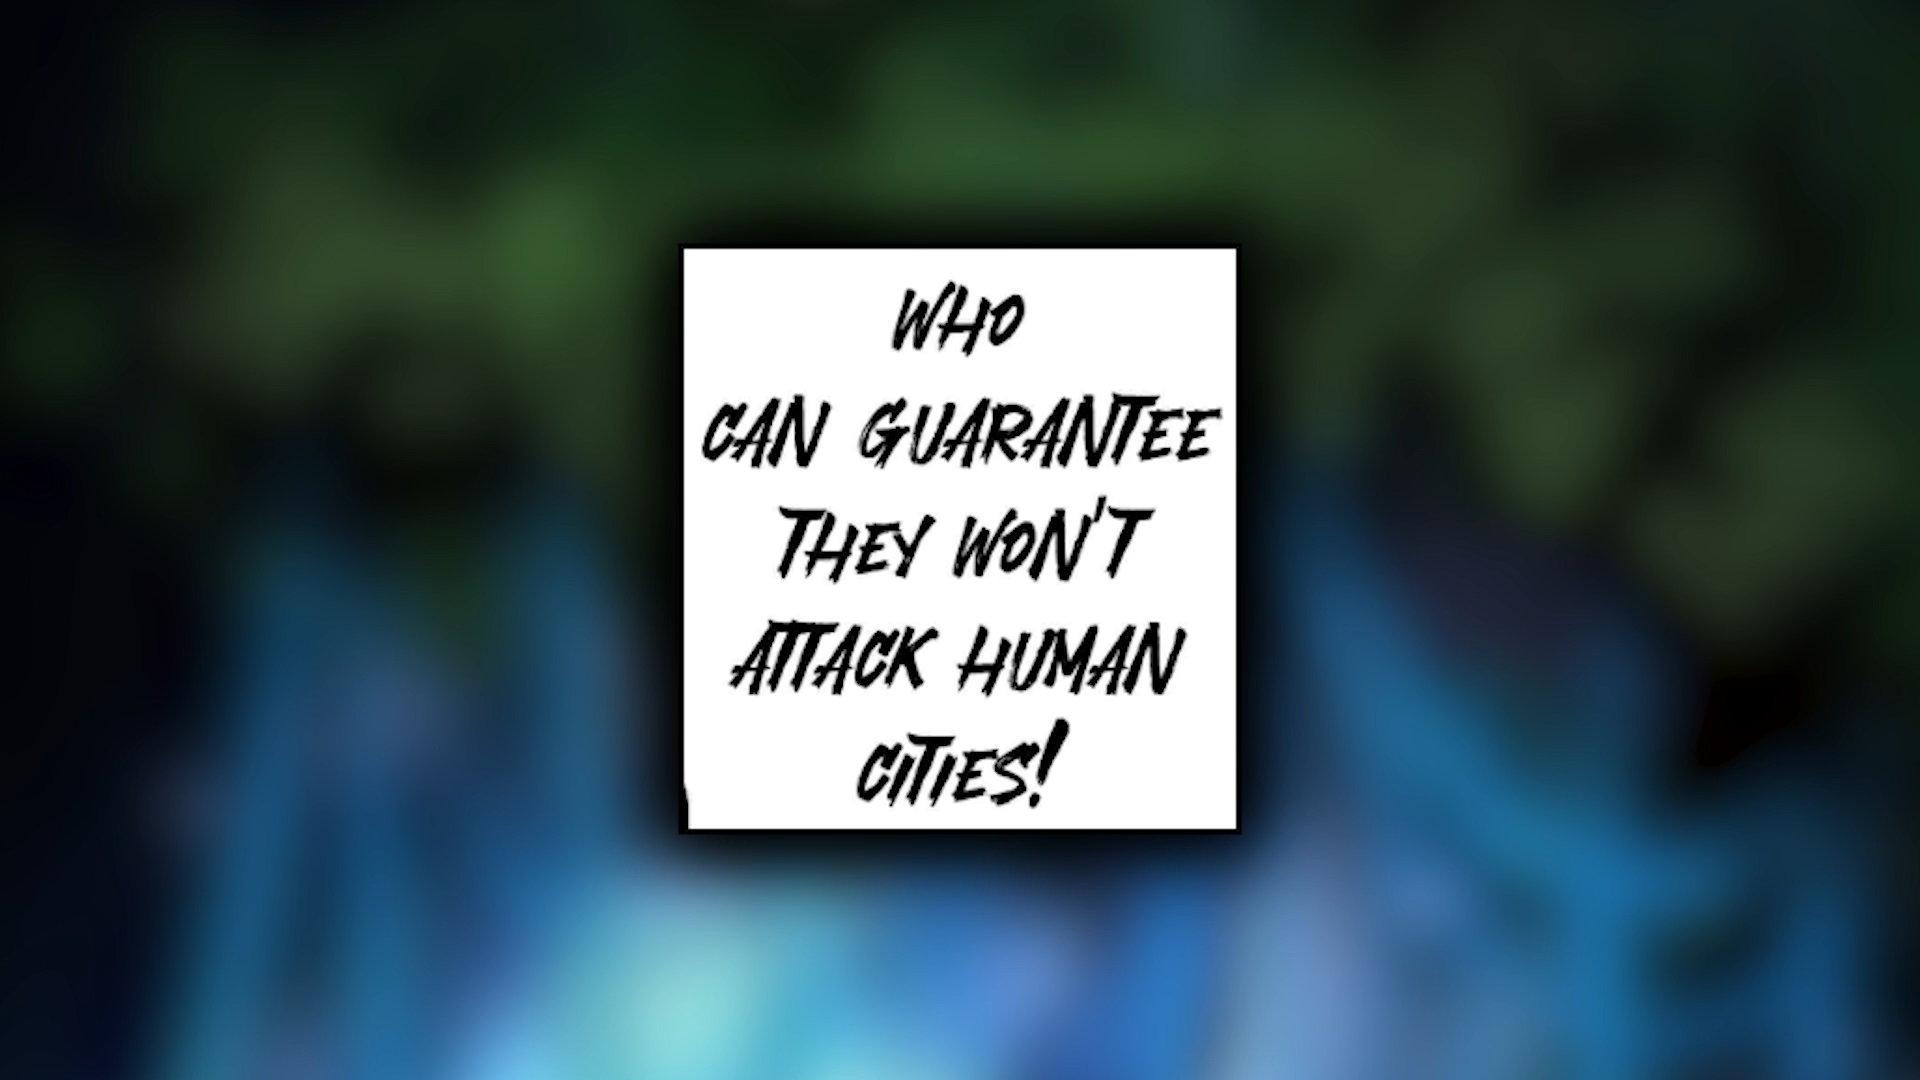 WHO
CAN GUARANTEE
THEY WON'T
ATTACK HUMAN
CITIES!